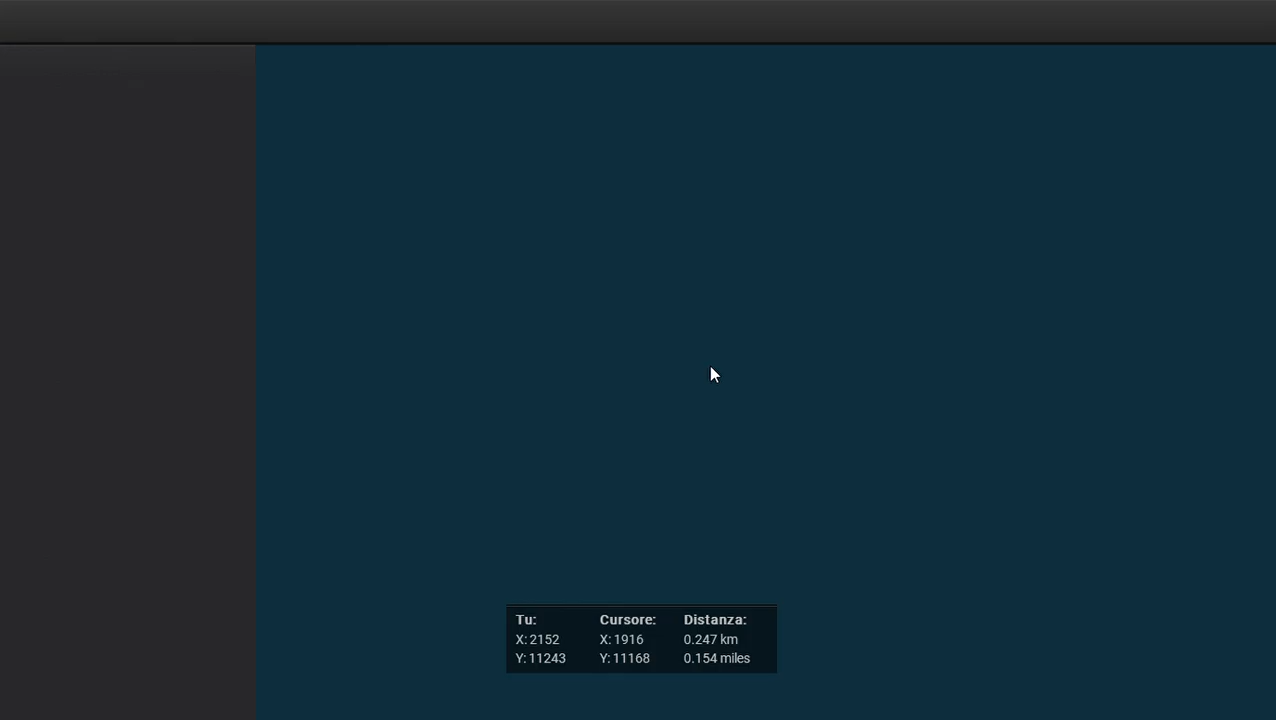 Tu: Cursore: Distanza:
X: 2152 X: 1916 0.247 km
Y: 11243 Y: 11168 0.154 miles